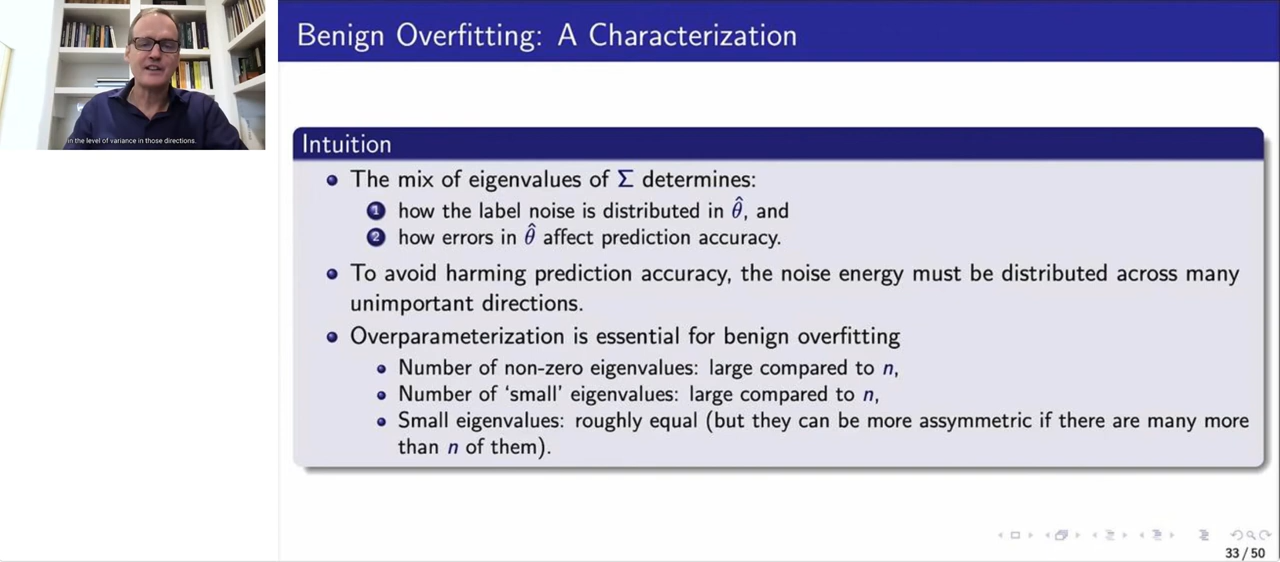 Benign Overfitting: A Characterization
in the level of variance in those directions.
Intuition
The mix of eigenvalues of Σ determines:
1 how the label noise is distributed in θ̂, and
2 how errors in θ̂ affect prediction accuracy.
To avoid harming prediction accuracy, the noise energy must be distributed across many
unimportant directions.
Overparameterization is essential for benign overfitting
Number of non-zero eigenvalues: large compared to n,
Number of ‘small’ eigenvalues: large compared to n,
Small eigenvalues: roughly equal (but they can be more assymmetric if there are many more
than n of them).
33 / 50